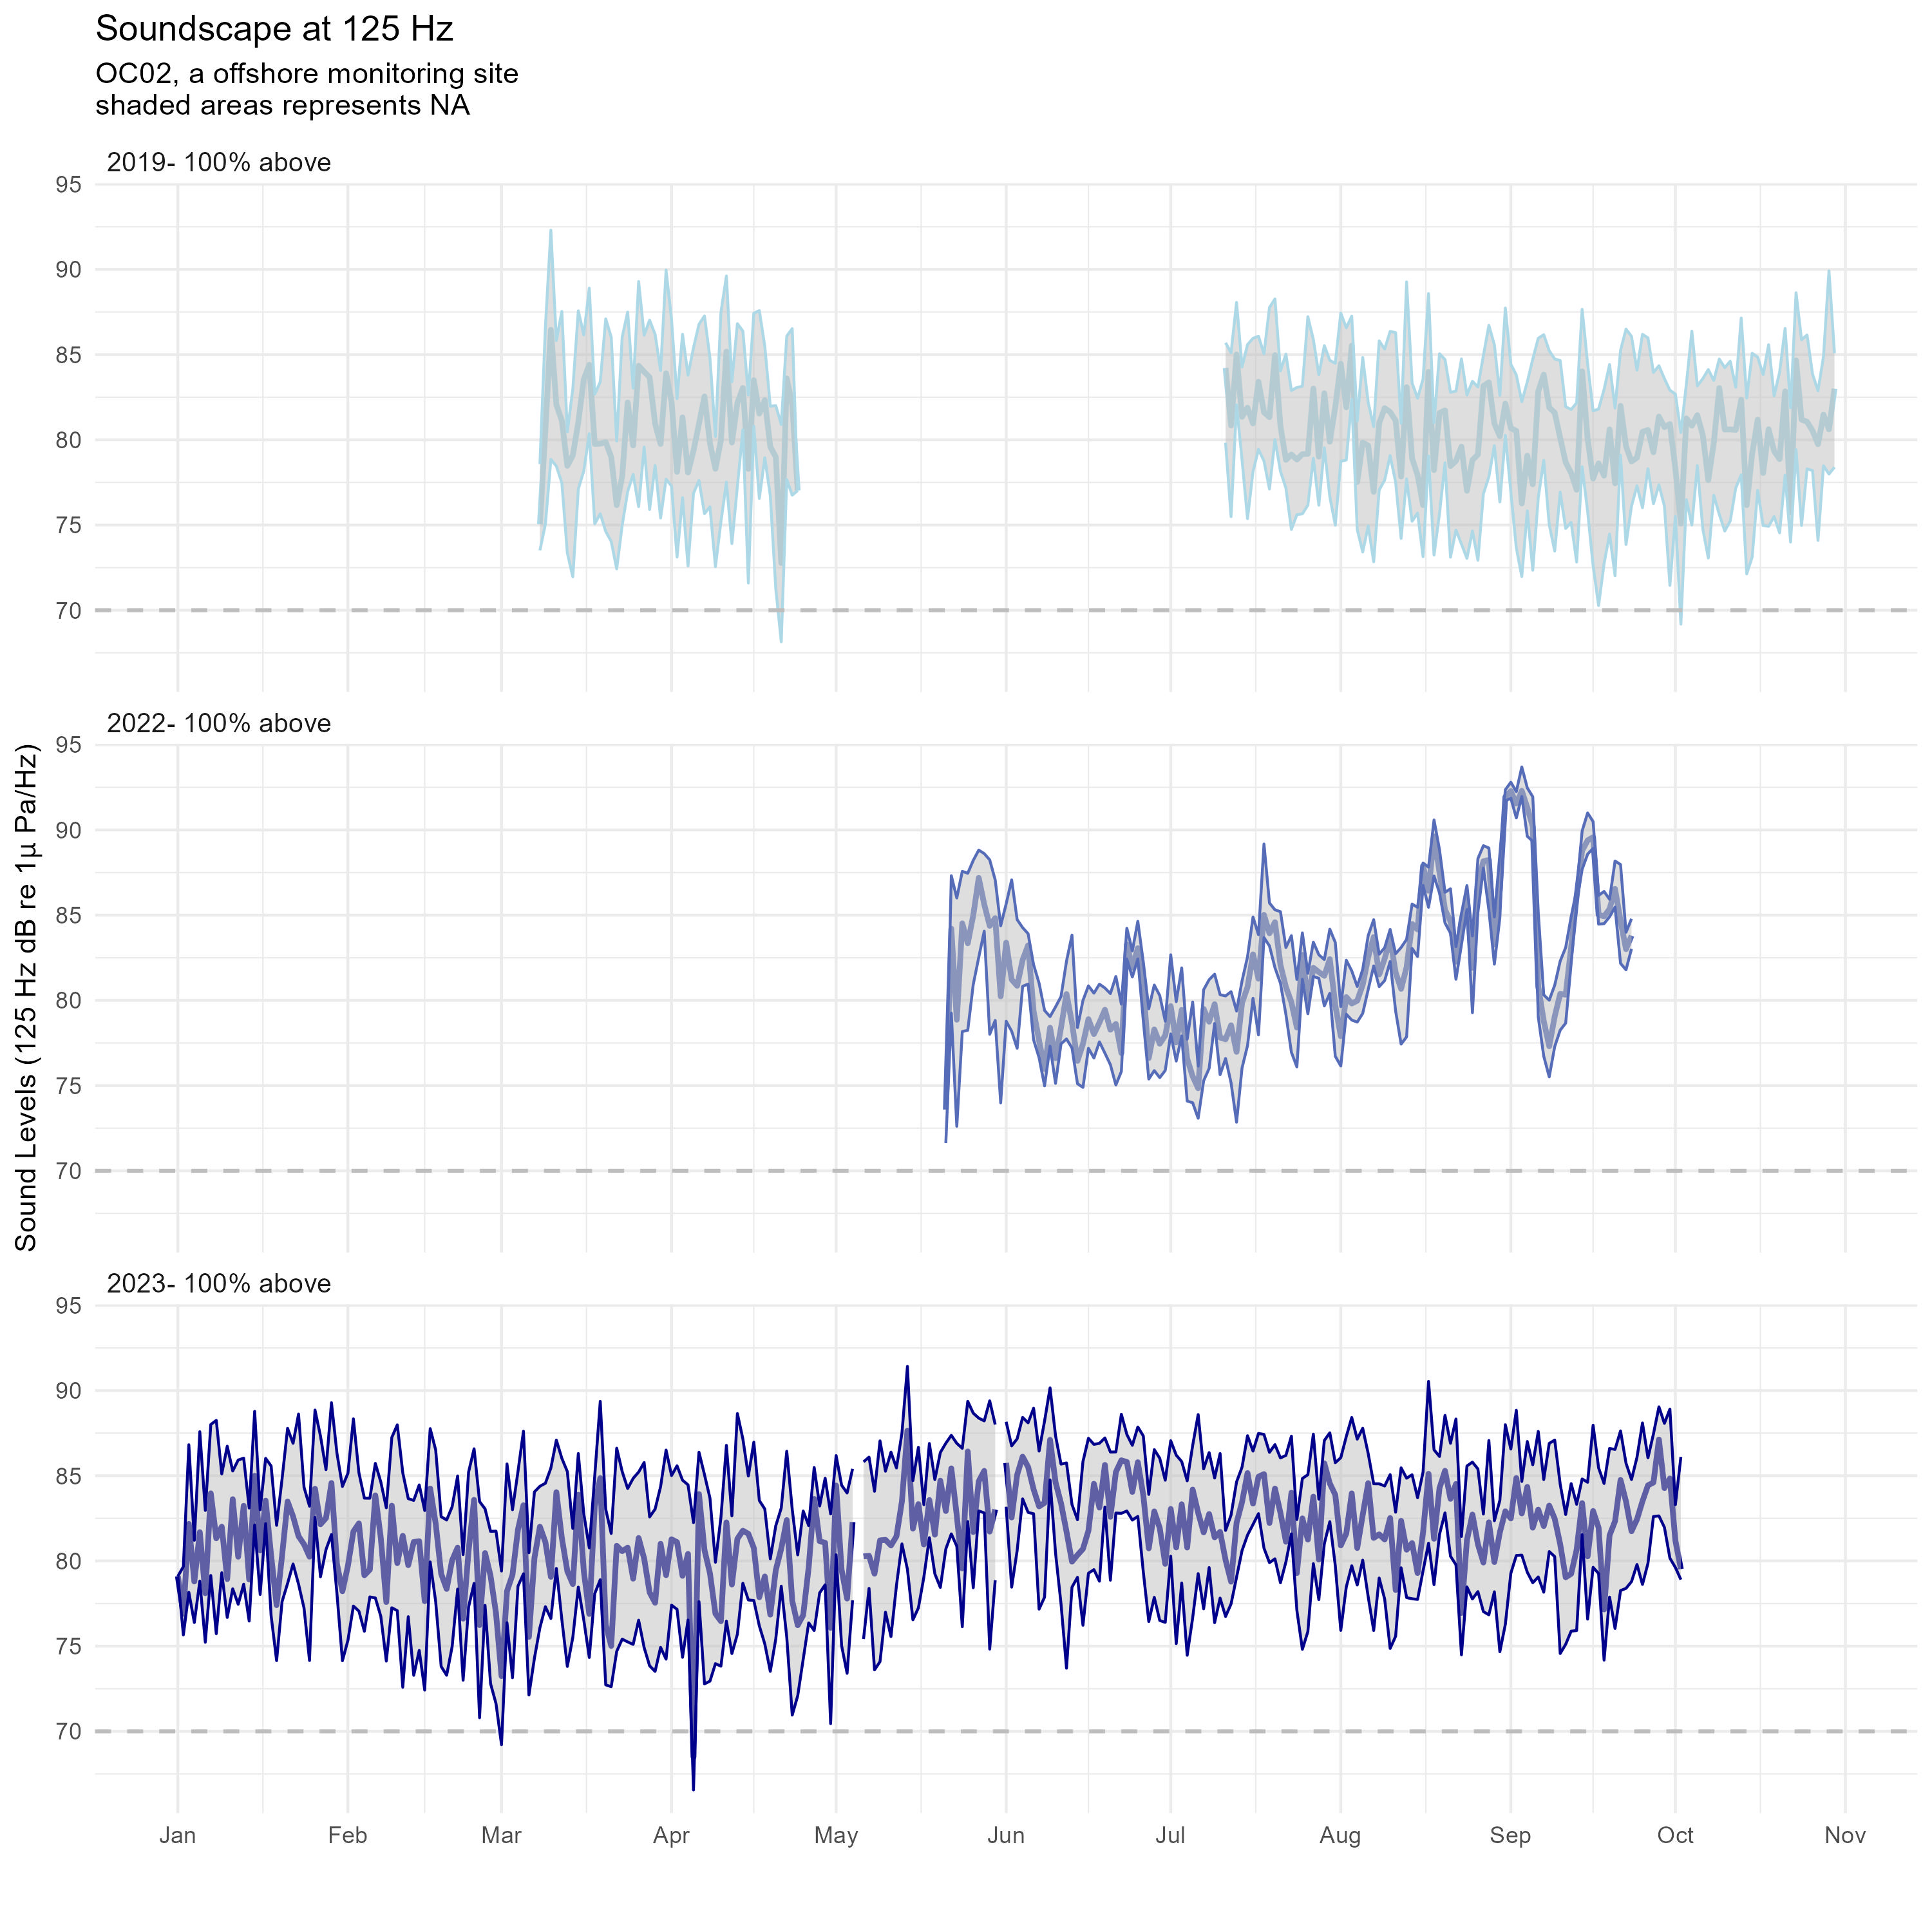 Soundscape at 125 Hz
OC02, a offshore monitoring site
shaded areas represents NA
2019- 100% above
95
90
85
80
75
70
2022- 100% above
95
90
85
80
75
70
Sound Levels (125 Hz dB re 1µ Pa/Hz)
2023- 100% above
95
90
85
80
75
70
Jan Feb Mar Apr May Jun Jul Aug Sep Oct Nov